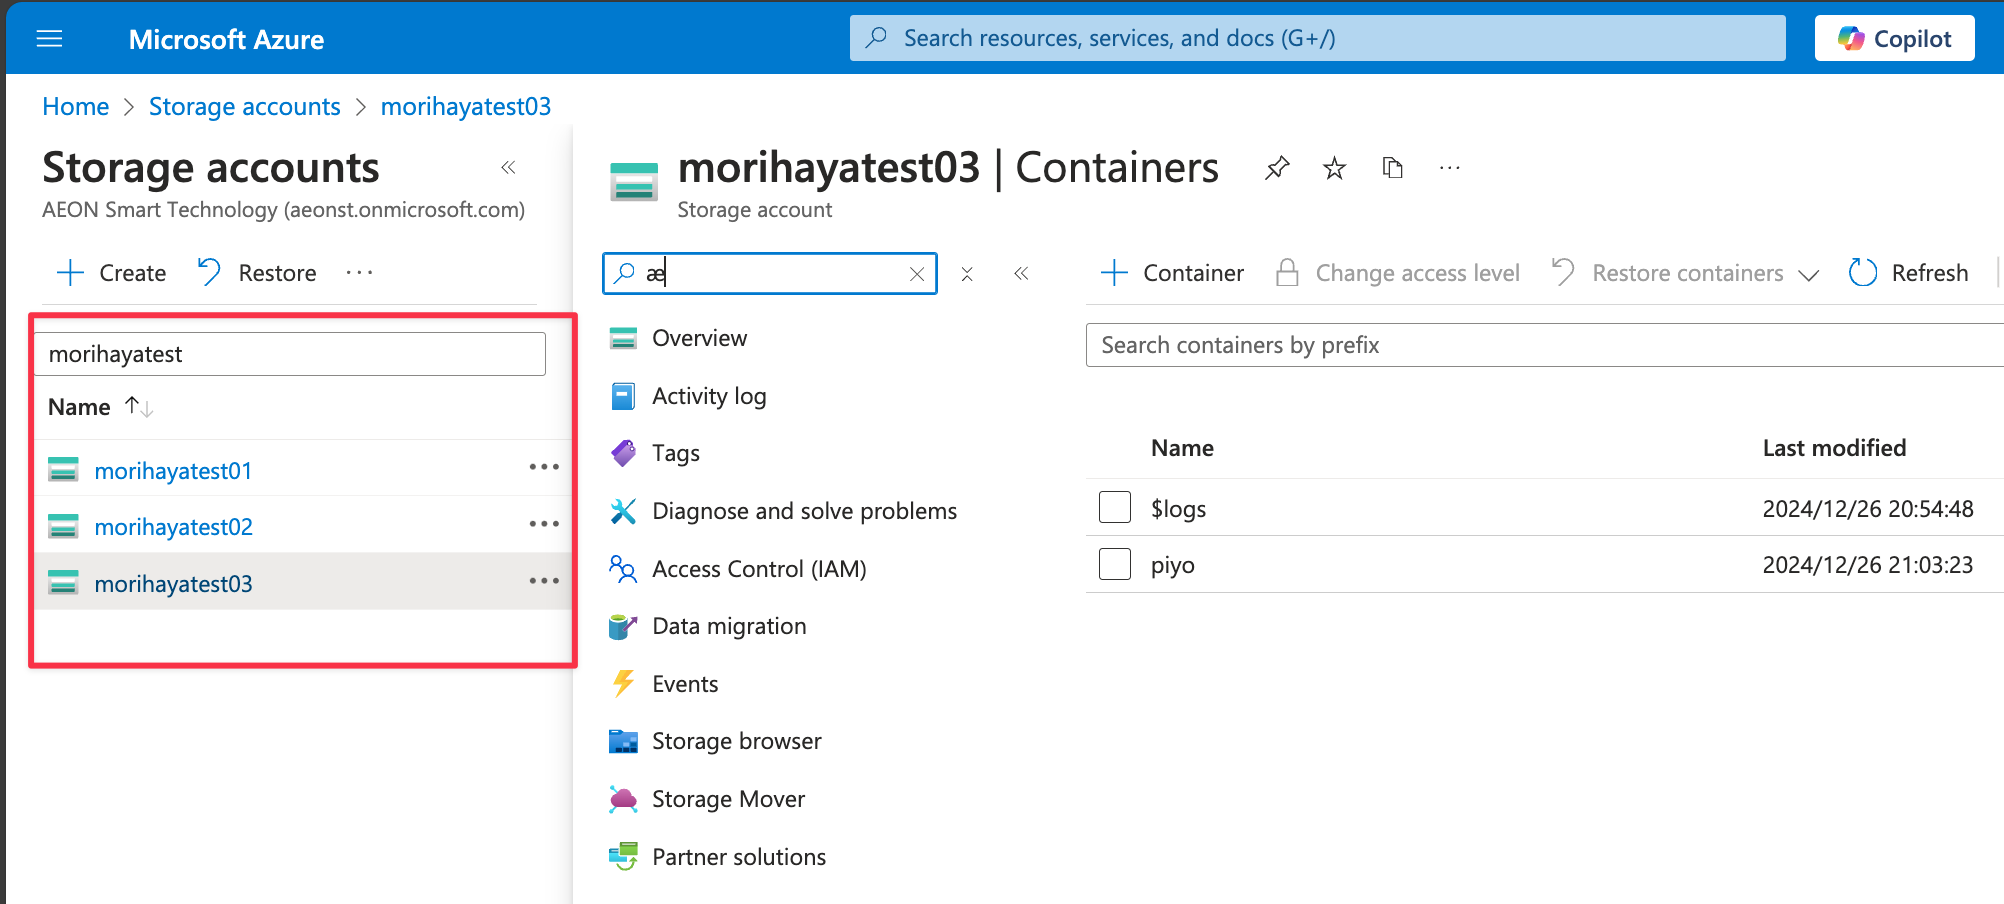 Microsoft Azure
Search resources, services, and docs (G+/)
Copilot
Home > Storage accounts > morihayatest03
Storage accounts
AEON Smart Technology (aeonst.onmicrosoft.com)
Create Restore ...
morihayatest
Name
morihayatest01
morihayatest02
morihayatest03
morihayatest03 | Containers
Storage account
æ
Overview
Activity log
Tags
Diagnose and solve problems
Access Control (IAM)
Data migration
Events
Storage browser
Storage Mover
Partner solutions
Container Change access level Restore containers Refresh
Search containers by prefix
Name Last modified
$logs 2024/12/26 20:54:48
piyo 2024/12/26 21:03:23